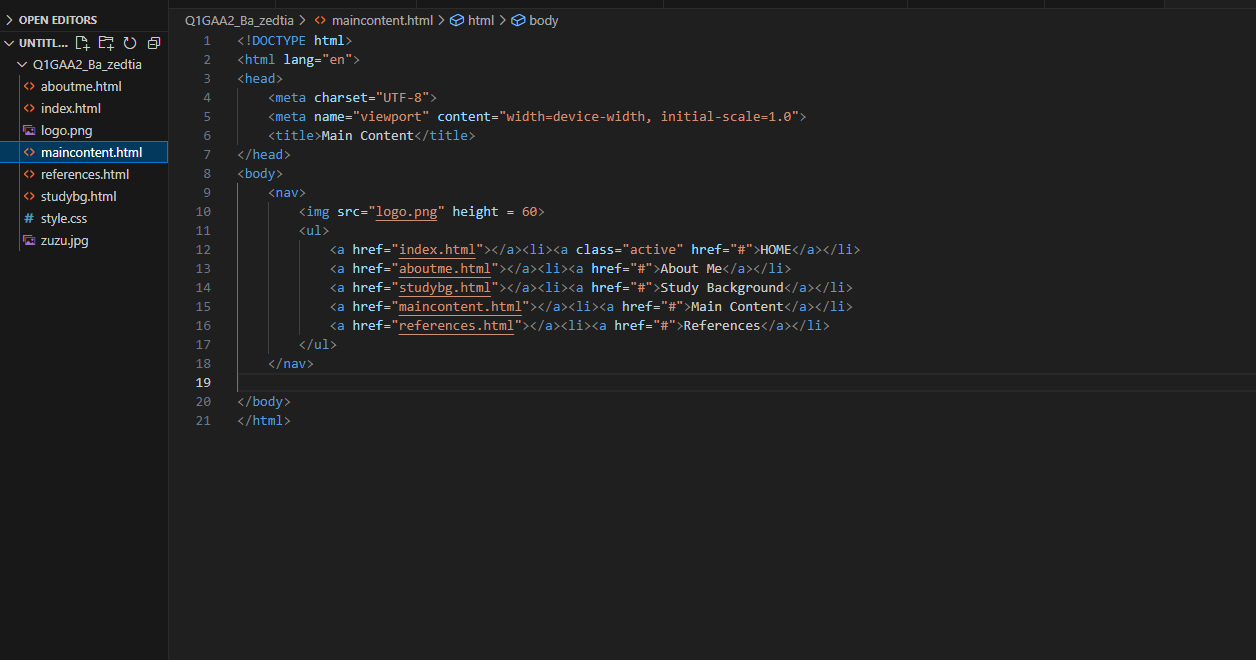 OPEN EDITORS
UNTITL...
Q1GAA2_Ba_zedtia
aboutme.html
index.html
logo.png
maincontent.html
references.html
studybg.html
# style.css
zuzu.jpg
Q1GAA2_Ba_zedtia > <> maincontent.html > html > body
1 <!DOCTYPE html>
2 <html lang="en">
3 <head>
4     <meta charset="UTF-8">
5     <meta name="viewport" content="width=device-width, initial-scale=1.0">
6     <title>Main Content</title>
7 </head>
8 <body>
9     <nav>
10         <img src="logo.png" height = 60>
11         <ul>
12             <a href="index.html"></a><li><a class="active" href="#">HOME</a></li>
13             <a href="aboutme.html"></a><li><a href="#">About Me</a></li>
14             <a href="studybg.html"></a><li><a href="#">Study Background</a></li>
15             <a href="maincontent.html"></a><li><a href="#">Main Content</a></li>
16             <a href="references.html"></a><li><a href="#">References</a></li>
17         </ul>
18     </nav>
19
20 </body>
21 </html>